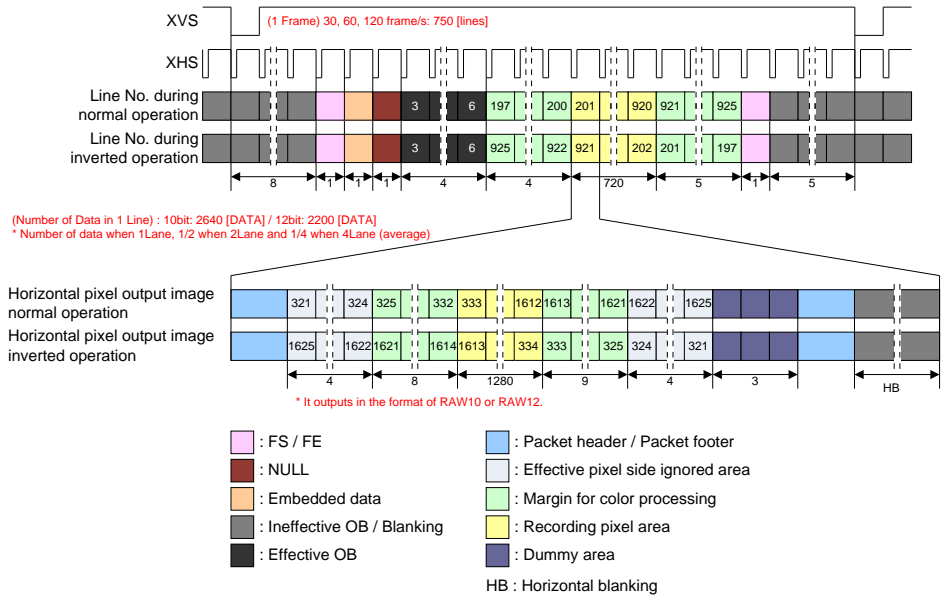 XVS
(1 Frame) 30, 60, 120 frame/s: 750 [lines]
XHS
Line No. during
normal operation
3 6 197 200 201 920 921 925
Line No. during
inverted operation
3 6 925 922 921 202 201 197
8 1 1 1 4 4 720 5 1 5
(Number of Data in 1 Line) : 10bit: 2640 [DATA] / 12bit: 2200 [DATA]
* Number of data when 1Lane, 1/2 when 2Lane and 1/4 when 4Lane (average)
Horizontal pixel output image
normal operation
321 324 325 332 333 1612 1613 1621 1622 1625
Horizontal pixel output image
inverted operation
1625 1622 1621 1614 1613 334 333 325 324 321
4 8 1280 9 4 3 HB
* It outputs in the format of RAW10 or RAW12.
: FS / FE
: NULL
: Embedded data
: Ineffective OB / Blanking
: Effective OB
: Packet header / Packet footer
: Effective pixel side ignored area
: Margin for color processing
: Recording pixel area
: Dummy area
HB : Horizontal blanking